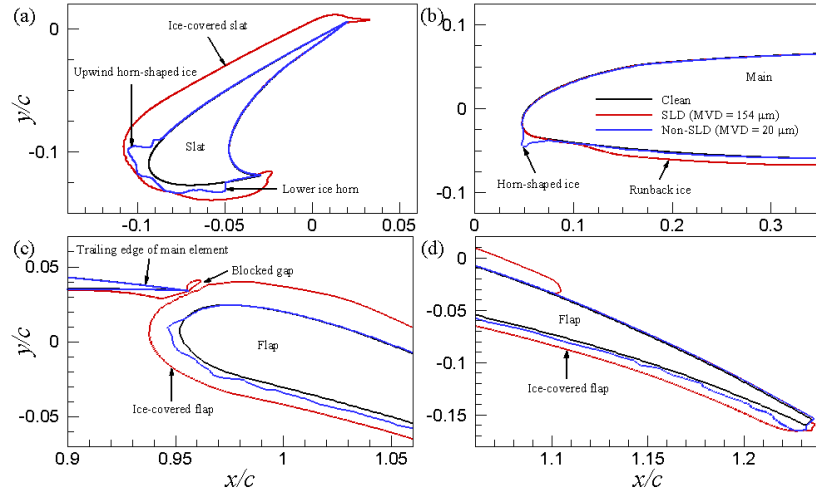 (a)
0
-0.1
y/c
Ice-covered slat
Upwind horn-shaped ice
Slat
Lower ice horn
-0.1
-0.05
0
0.05
(b)
0.1
0
-0.1
y/c
Main
Clean
SLD (MVD = 154 μm)
Non-SLD (MVD = 20 μm)
Horn-shaped ice
Runback ice
0
0.1
0.2
0.3
(c)
0.05
0
-0.05
y/c
Trailing edge of main element
Blocked gap
Flap
Ice-covered flap
0.9
0.95
1
1.05
x/c
(d)
0
-0.05
-0.1
-0.15
Flap
Ice-covered flap
1.1
1.15
1.2
x/c